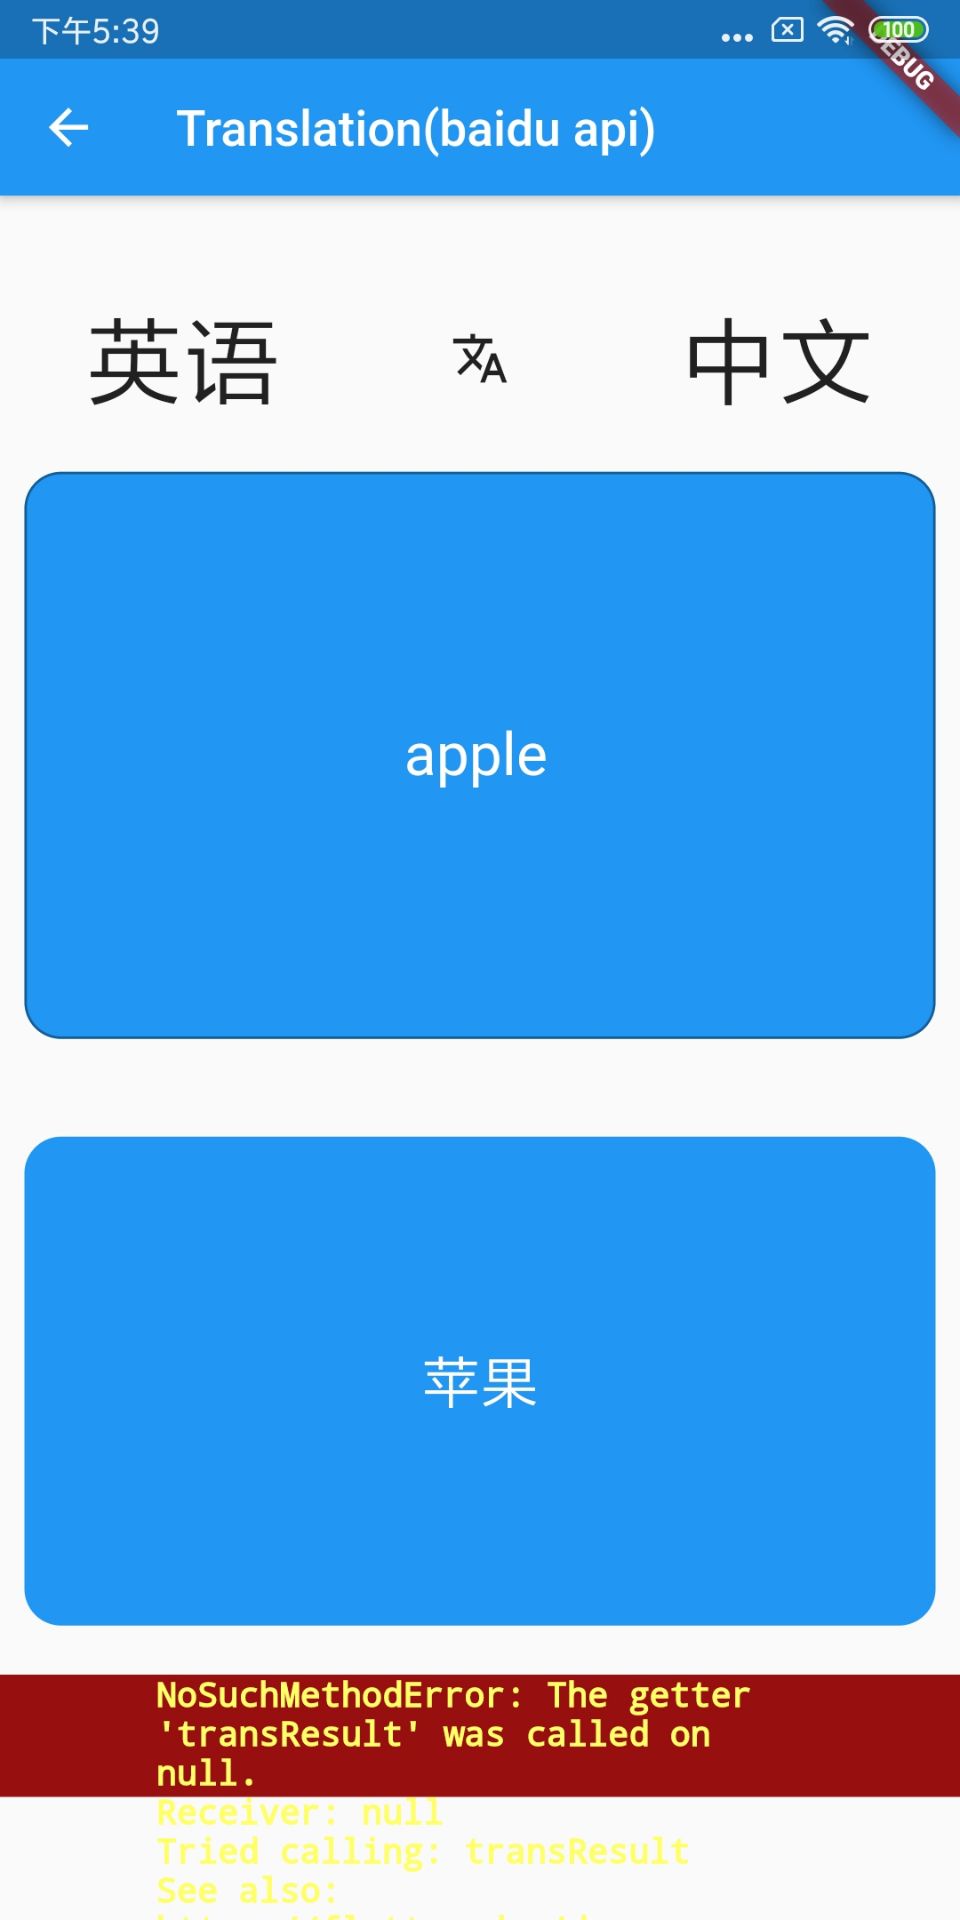 下午5:39
100
DEBUG
Translation(baidu api)
英语
中文
apple
苹果
NoSuchMethodError: The getter
'transResult' was called on
null.
Receiver: null
Tried calling: transResult
See also: